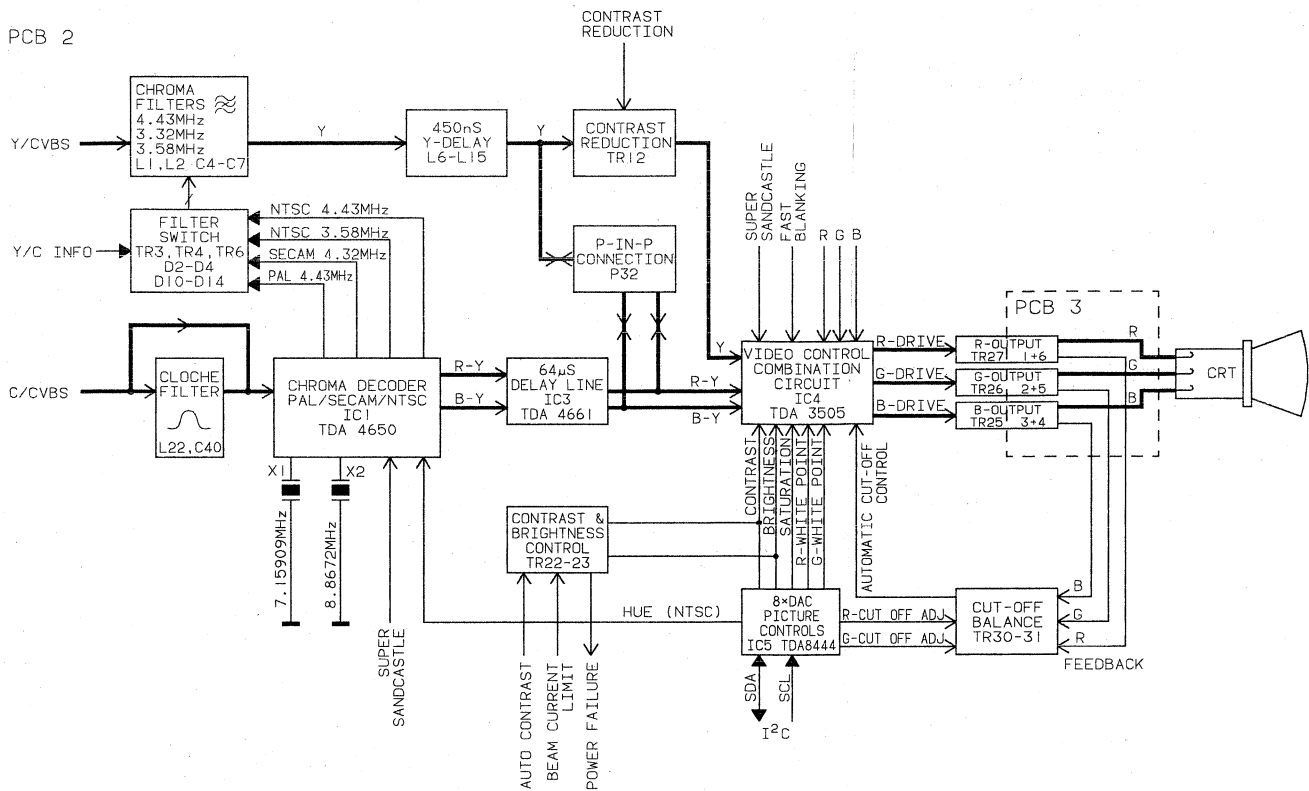 PCB 2
CONTRAST
REDUCTION
CHROMA
FILTERS
4.43MHz
3.32MHz
3.58MHz
L1,L2 C4-C7
Y/CVBS
Y
450nS
Y-DELAY
L6-L15
Y
CONTRAST
REDUCTION
TR12
SUPER
SANDCASTLE
FAST
BLANKING
R
G
B
FILTER
SWITCH
TR3,TR4,TR6
D2-D4
D10-D14
Y/C INFO
NTSC 4.43MHz
NTSC 3.58MHz
SECAM 4.32MHz
PAL 4.43MHz
P-IN-P
CONNECTION
P32
PCB 3
C/CVBS
CLOCHE
FILTER
L22,C40
CHROMA DECODER
PAL/SECAM/NTSC
IC1
TDA 4650
R-Y
B-Y
64µS
DELAY LINE
IC3
TDA 4661
Y
R-Y
B-Y
VIDEO CONTROL
COMBINATION
CIRCUIT
IC4
TDA 3505
R-DRIVE
G-DRIVE
B-DRIVE
R-OUTPUT
TR27 1+6
G-OUTPUT
TR26 2+5
B-OUTPUT
TR25 3+4
R
G
B
CRT
X1
X2
7.15909MHz
8.8672MHz
SUPER
SANDCASTLE
CONTRAST &
BRIGHTNESS
CONTROL
TR22-23
AUTO CONTRAST
BEAM CURRENT
LIMIT
POWER FAILURE
HUE (NTSC)
CONTRAST
BRIGHTNESS
SATURATION
R-WHITE POINT
G-WHITE POINT
AUTOMATIC CUT-OFF
CONTROL
8×DAC
PICTURE
CONTROLS
IC5 TDA8444
R-CUT OFF ADJ
G-CUT OFF ADJ
CUT-OFF
BALANCE
TR30-31
B
G
R
FEEDBACK
SDA
SCL
I²C